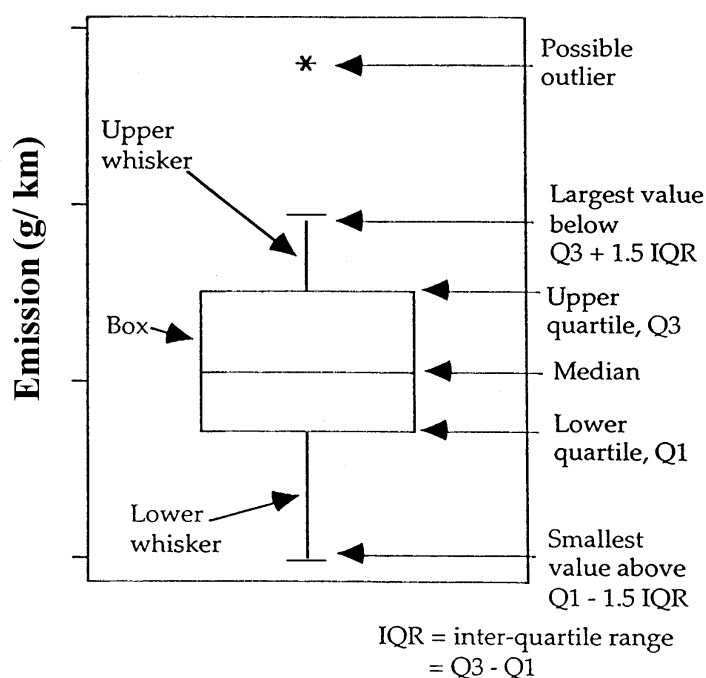 Emission (g/ km)
Possible
outlier
Upper
whisker
Largest value
below
Q3 + 1.5 IQR
Upper
quartile, Q3
Box
Median
Lower
quartile, Q1
Lower
whisker
Smallest
value above
Q1 - 1.5 IQR
IQR = inter-quartile range
= Q3 - Q1